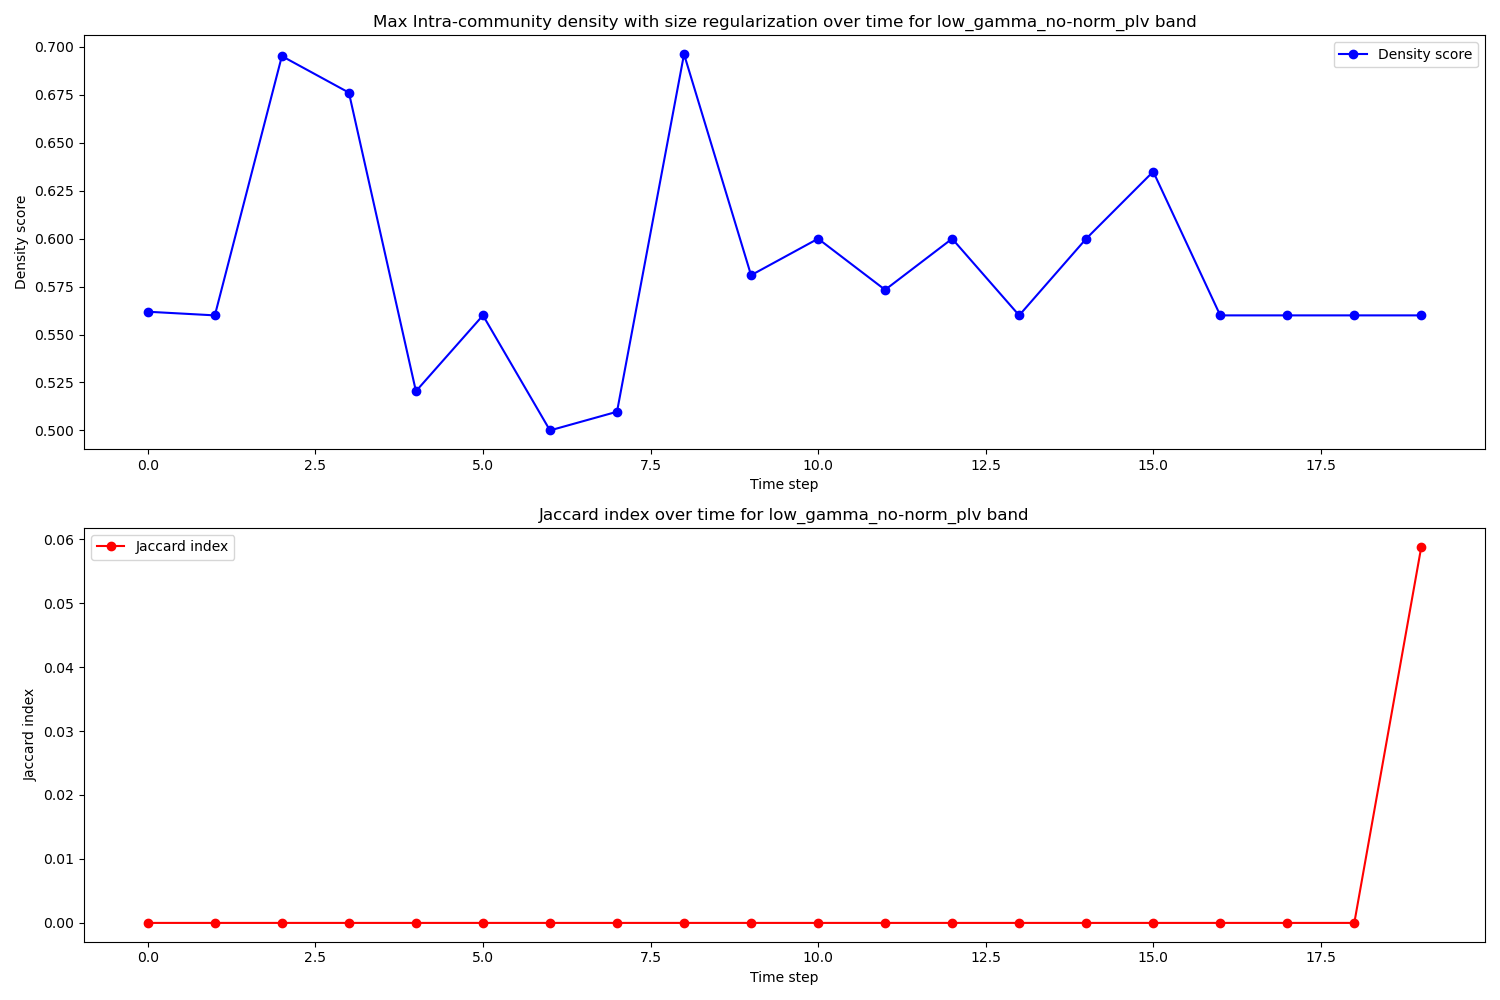 Max Intra-community density with size regularization over time for low_gamma_no-norm_plv band
Density score
0.700
0.675
0.650
0.625
0.600
0.575
0.550
0.525
0.500
Density score
0.0 2.5 5.0 7.5 10.0 12.5 15.0 17.5
Time step
Jaccard index over time for low_gamma_no-norm_plv band
Jaccard index
0.06
0.05
0.04
0.03
0.02
0.01
0.00
Jaccard index
0.0 2.5 5.0 7.5 10.0 12.5 15.0 17.5
Time step